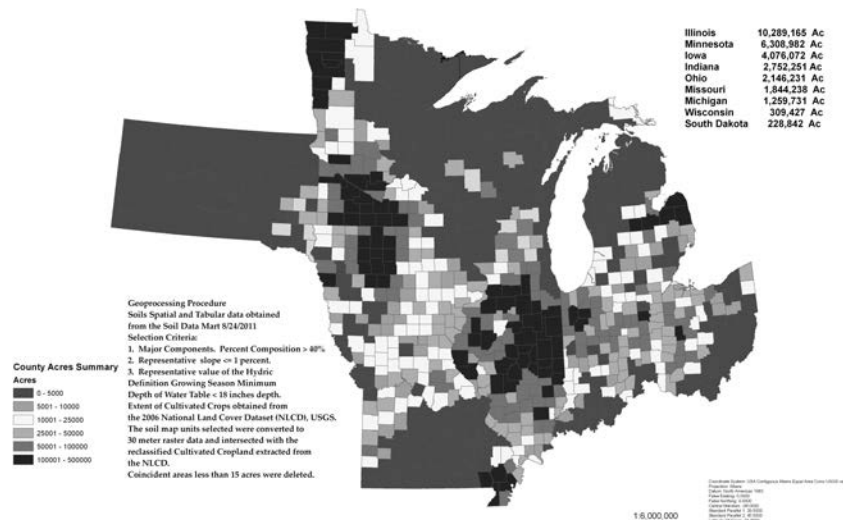 Illinois 10,289,165 Ac
Minnesota 6,308,982 Ac
Iowa 4,076,072 Ac
Indiana 2,752,251 Ac
Ohio 2,146,231 Ac
Missouri 1,844,238 Ac
Michigan 1,259,731 Ac
Wisconsin 309,427 Ac
South Dakota 228,842 Ac
Geoprocessing Procedure
Soils Spatial and Tabular data obtained
from the Soil Data Mart 8/24/2011
Selection Criteria:
1. Major Components. Percent Composition > 40%
2. Representative slope <= 1 percent.
3. Representative value of the Hydric
Definition Growing Season Minimum
Depth of Water Table < 18 inches depth.
Extent of Cultivated Crops obtained from
the 2006 National Land Cover Dataset (NLCD), USGS.
The soil map units selected were converted to
30 meter raster data and intersected with the
reclassified Cultivated Cropland extracted from
the NLCD.
Coincident areas less than 15 acres were deleted.
County Acres Summary
Acres
0 - 5000
5001 - 10000
10001 - 25000
25001 - 50000
50001 - 100000
100001 - 500000
1:6,000,000